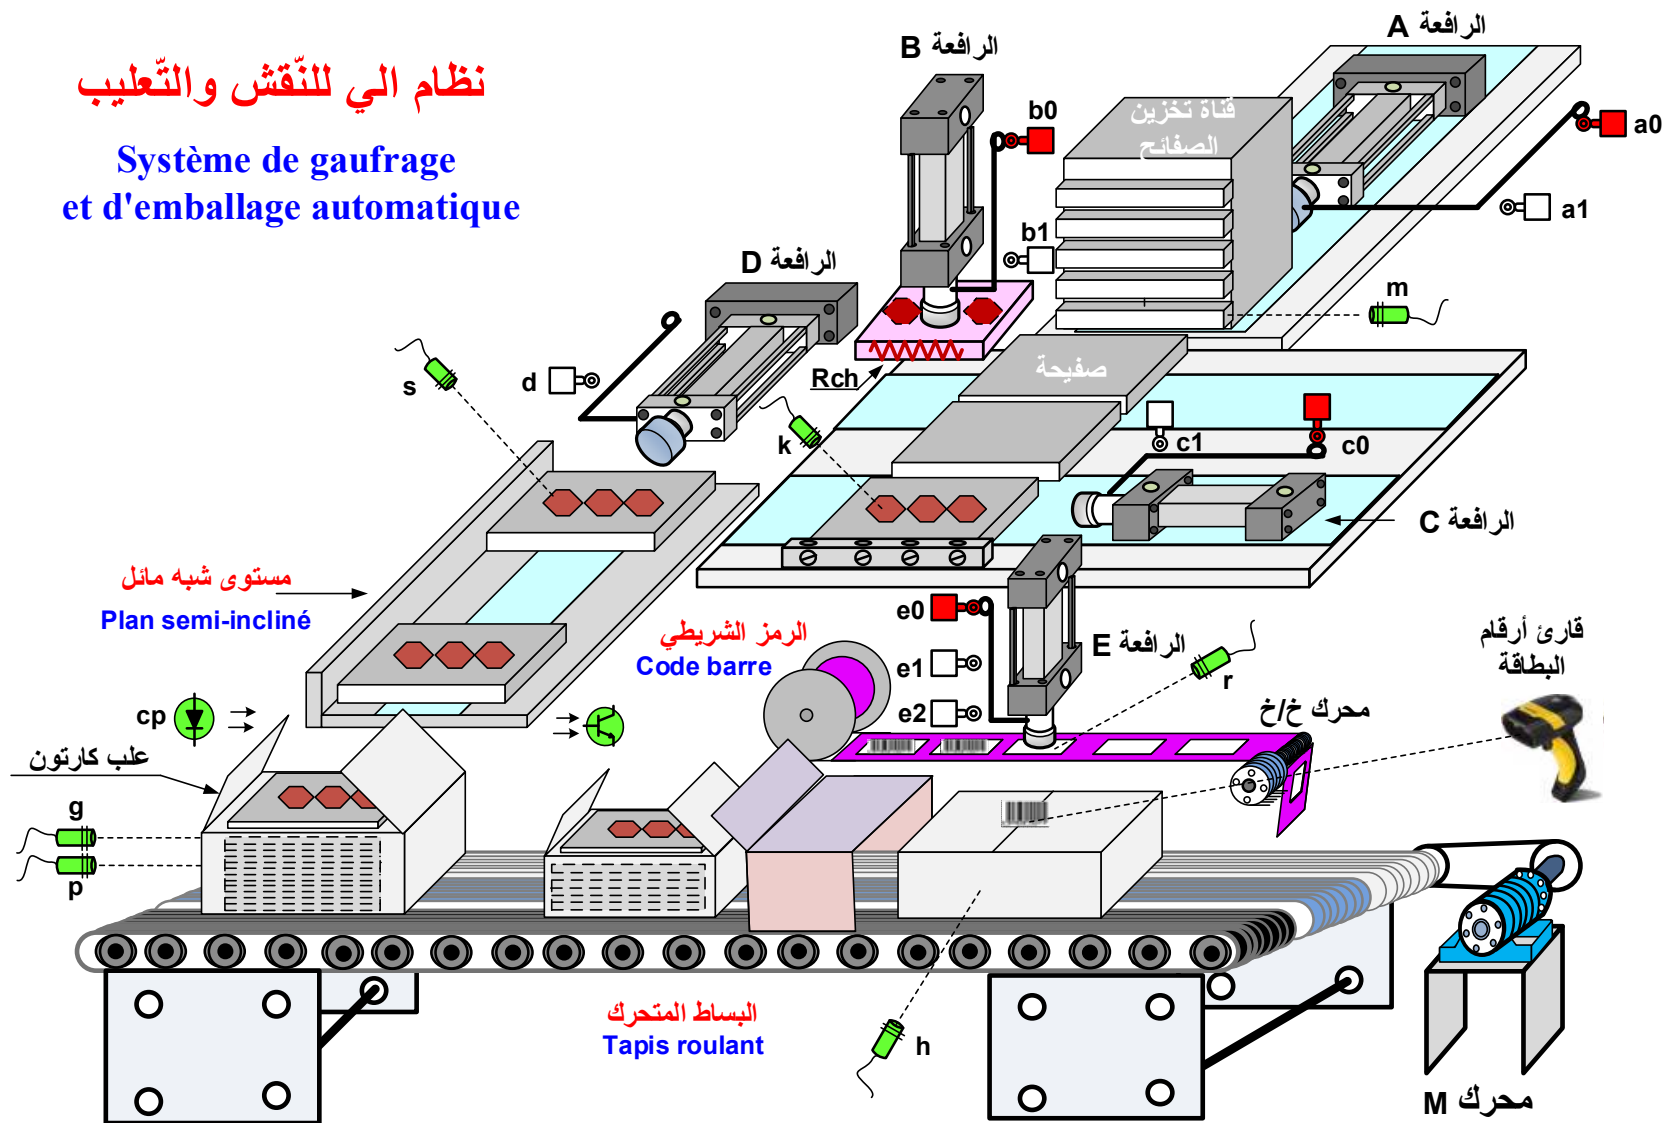 نظام الي للنّقش والتّعليب
Système de gaufrage
et d'emballage automatique
الرافعة A
الرافعة B
قناة تخزين
الصفائح
b0
a0
a1
b1
الرافعة D
m
صفيحة
Rch
d
s
k
c1
c0
الرافعة C
مستوى شبه مائل
Plan semi-incliné
الرمز الشريطي
Code barre
e0
e1
e2
الرافعة E
r
قارئ أرقام
البطاقة
محرك خ/خ
cp
علب كارتون
g
p
البساط المتحرك
Tapis roulant
h
محرك M